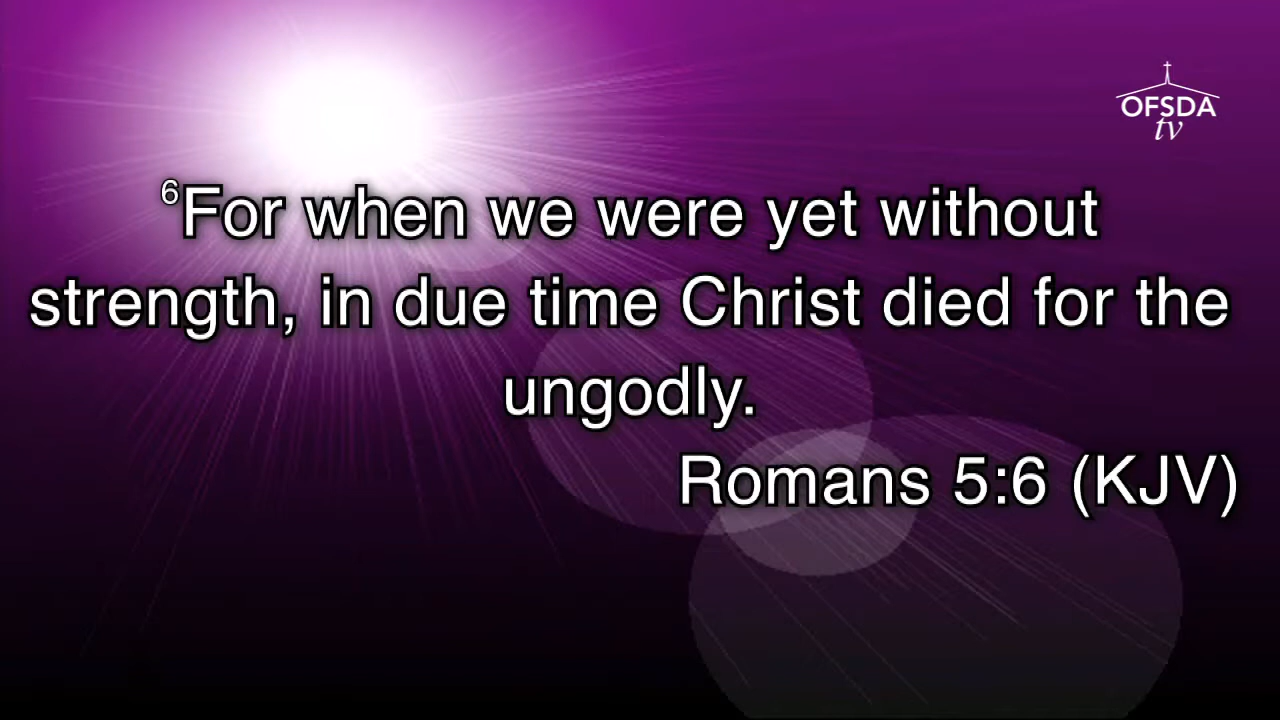 OFSDA
tv
⁶For when we were yet without
strength, in due time Christ died for the
ungodly.
Romans 5:6 (KJV)